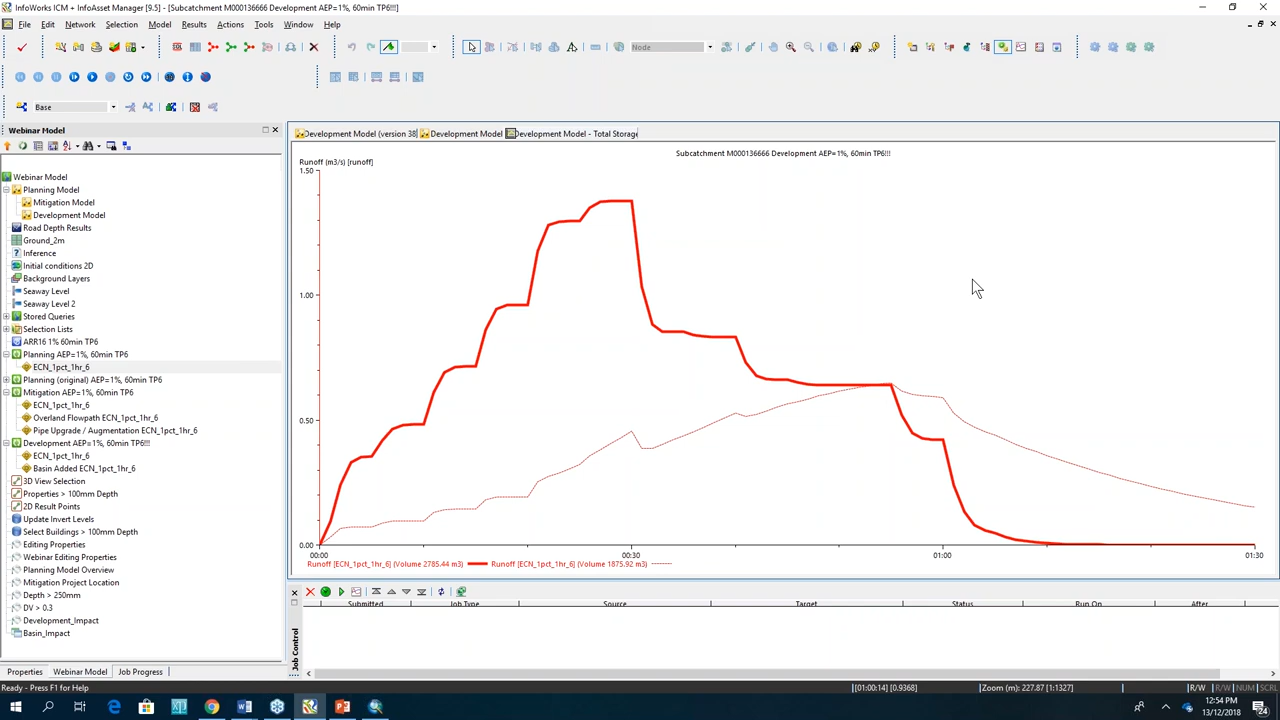 InfoWorks ICM + InfoAsset Manager [9.5] - [Subcatchment M000136666 Development AEP=1%, 60min TP6!!!]
File Edit Network Selection Model Results Actions Tools Window Help
Node
Base
Webinar Model
Development Model (version 38)
Development Model
Development Model - Total Storage
Webinar Model
Planning Model
Mitigation Model
Development Model
Road Depth Results
Ground_2m
Inference
Initial conditions 2D
Background Layers
Seaway Level
Seaway Level 2
Stored Queries
Selection Lists
ARR16 1% 60min TP6
Planning AEP=1%, 60min TP6
ECN_1pct_1hr_6
Planning (original) AEP=1%, 60min TP6
Mitigation AEP=1%, 60min TP6
ECN_1pct_1hr_6
Overland Flowpath ECN_1pct_1hr_6
Pipe Upgrade / Augmentation ECN_1pct_1hr_6
Development AEP=1%, 60min TP6!!!
ECN_1pct_1hr_6
Basin Added ECN_1pct_1hr_6
3D View Selection
Properties > 100mm Depth
2D Result Points
Update Invert Levels
Select Buildings > 100mm Depth
Editing Properties
Webinar Editing Properties
Planning Model Overview
Mitigation Project Location
Depth > 250mm
DV > 0.3
Development_Impact
Basin_Impact
Properties
Webinar Model
Job Progress
Subcatchment M000136666 Development AEP=1%, 60min TP6!!!
Runoff (m3/s) [runoff]
1.50
1.00
0.50
0.00
00:00 00:30 01:00 01:30
Runoff [ECN_1pct_1hr_6] (Volume 2785.44 m3) Runoff [ECN_1pct_1hr_6] (Volume 1875.92 m3)
Job Control
Submitted Job Type Source Target Status Run On After
Ready - Press F1 for Help
[01:00:14] [0.9368] Zoom (m): 227.87 [1:1327] R/W R/W NUM SCRL
12:54 PM
13/12/2018
24